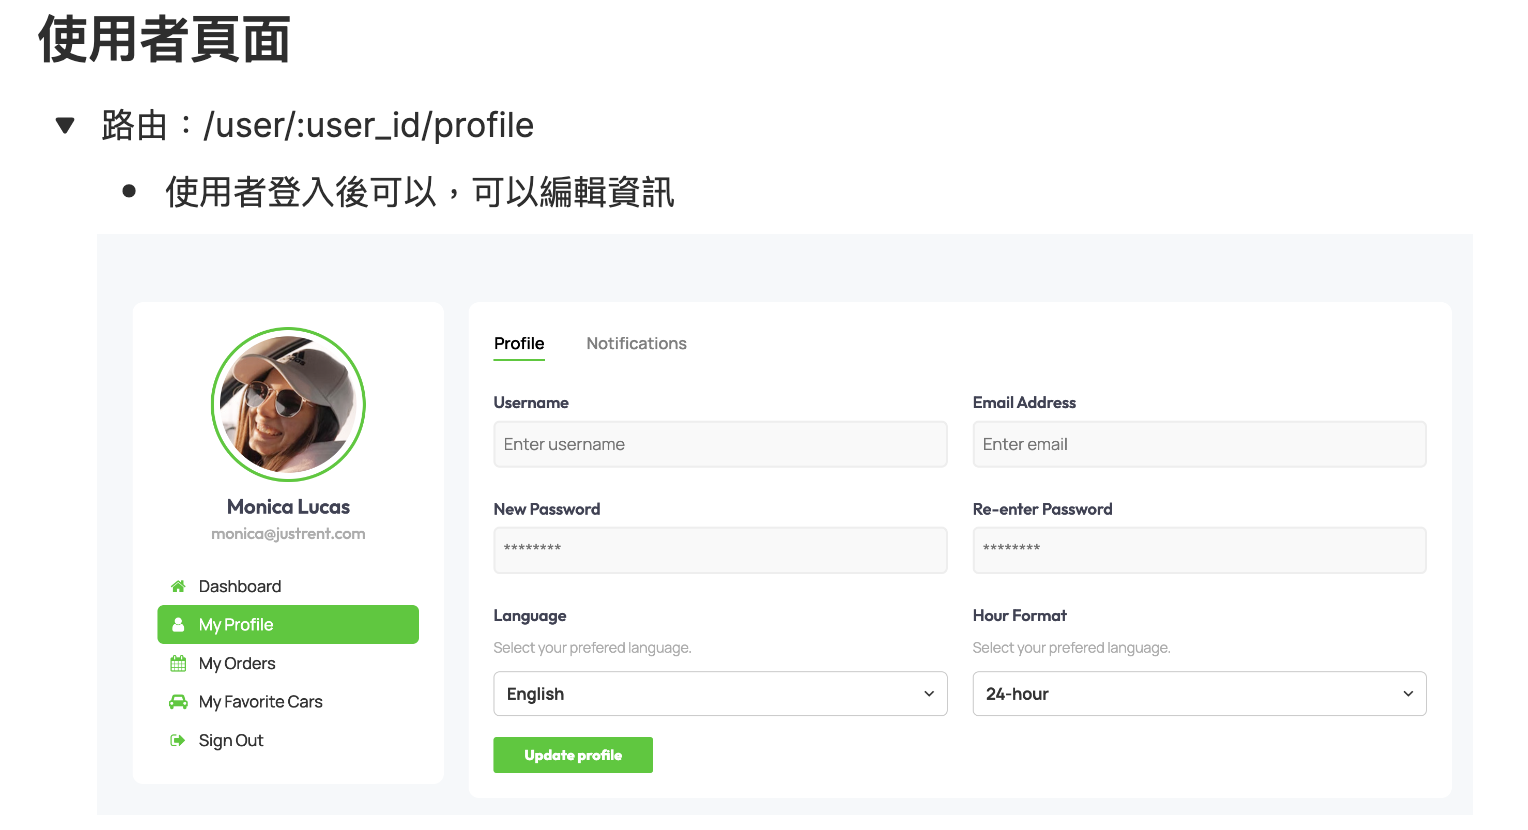 使用者頁面
路由：/user/:user_id/profile
使用者登入後可以，可以編輯資訊
Monica Lucas
monica@justrent.com
Dashboard
My Profile
My Orders
My Favorite Cars
Sign Out
Profile Notifications
Username Email Address
Enter username Enter email
New Password Re-enter Password
******** ********
Language Hour Format
Select your prefered language. Select your prefered language.
English 24-hour
Update profile